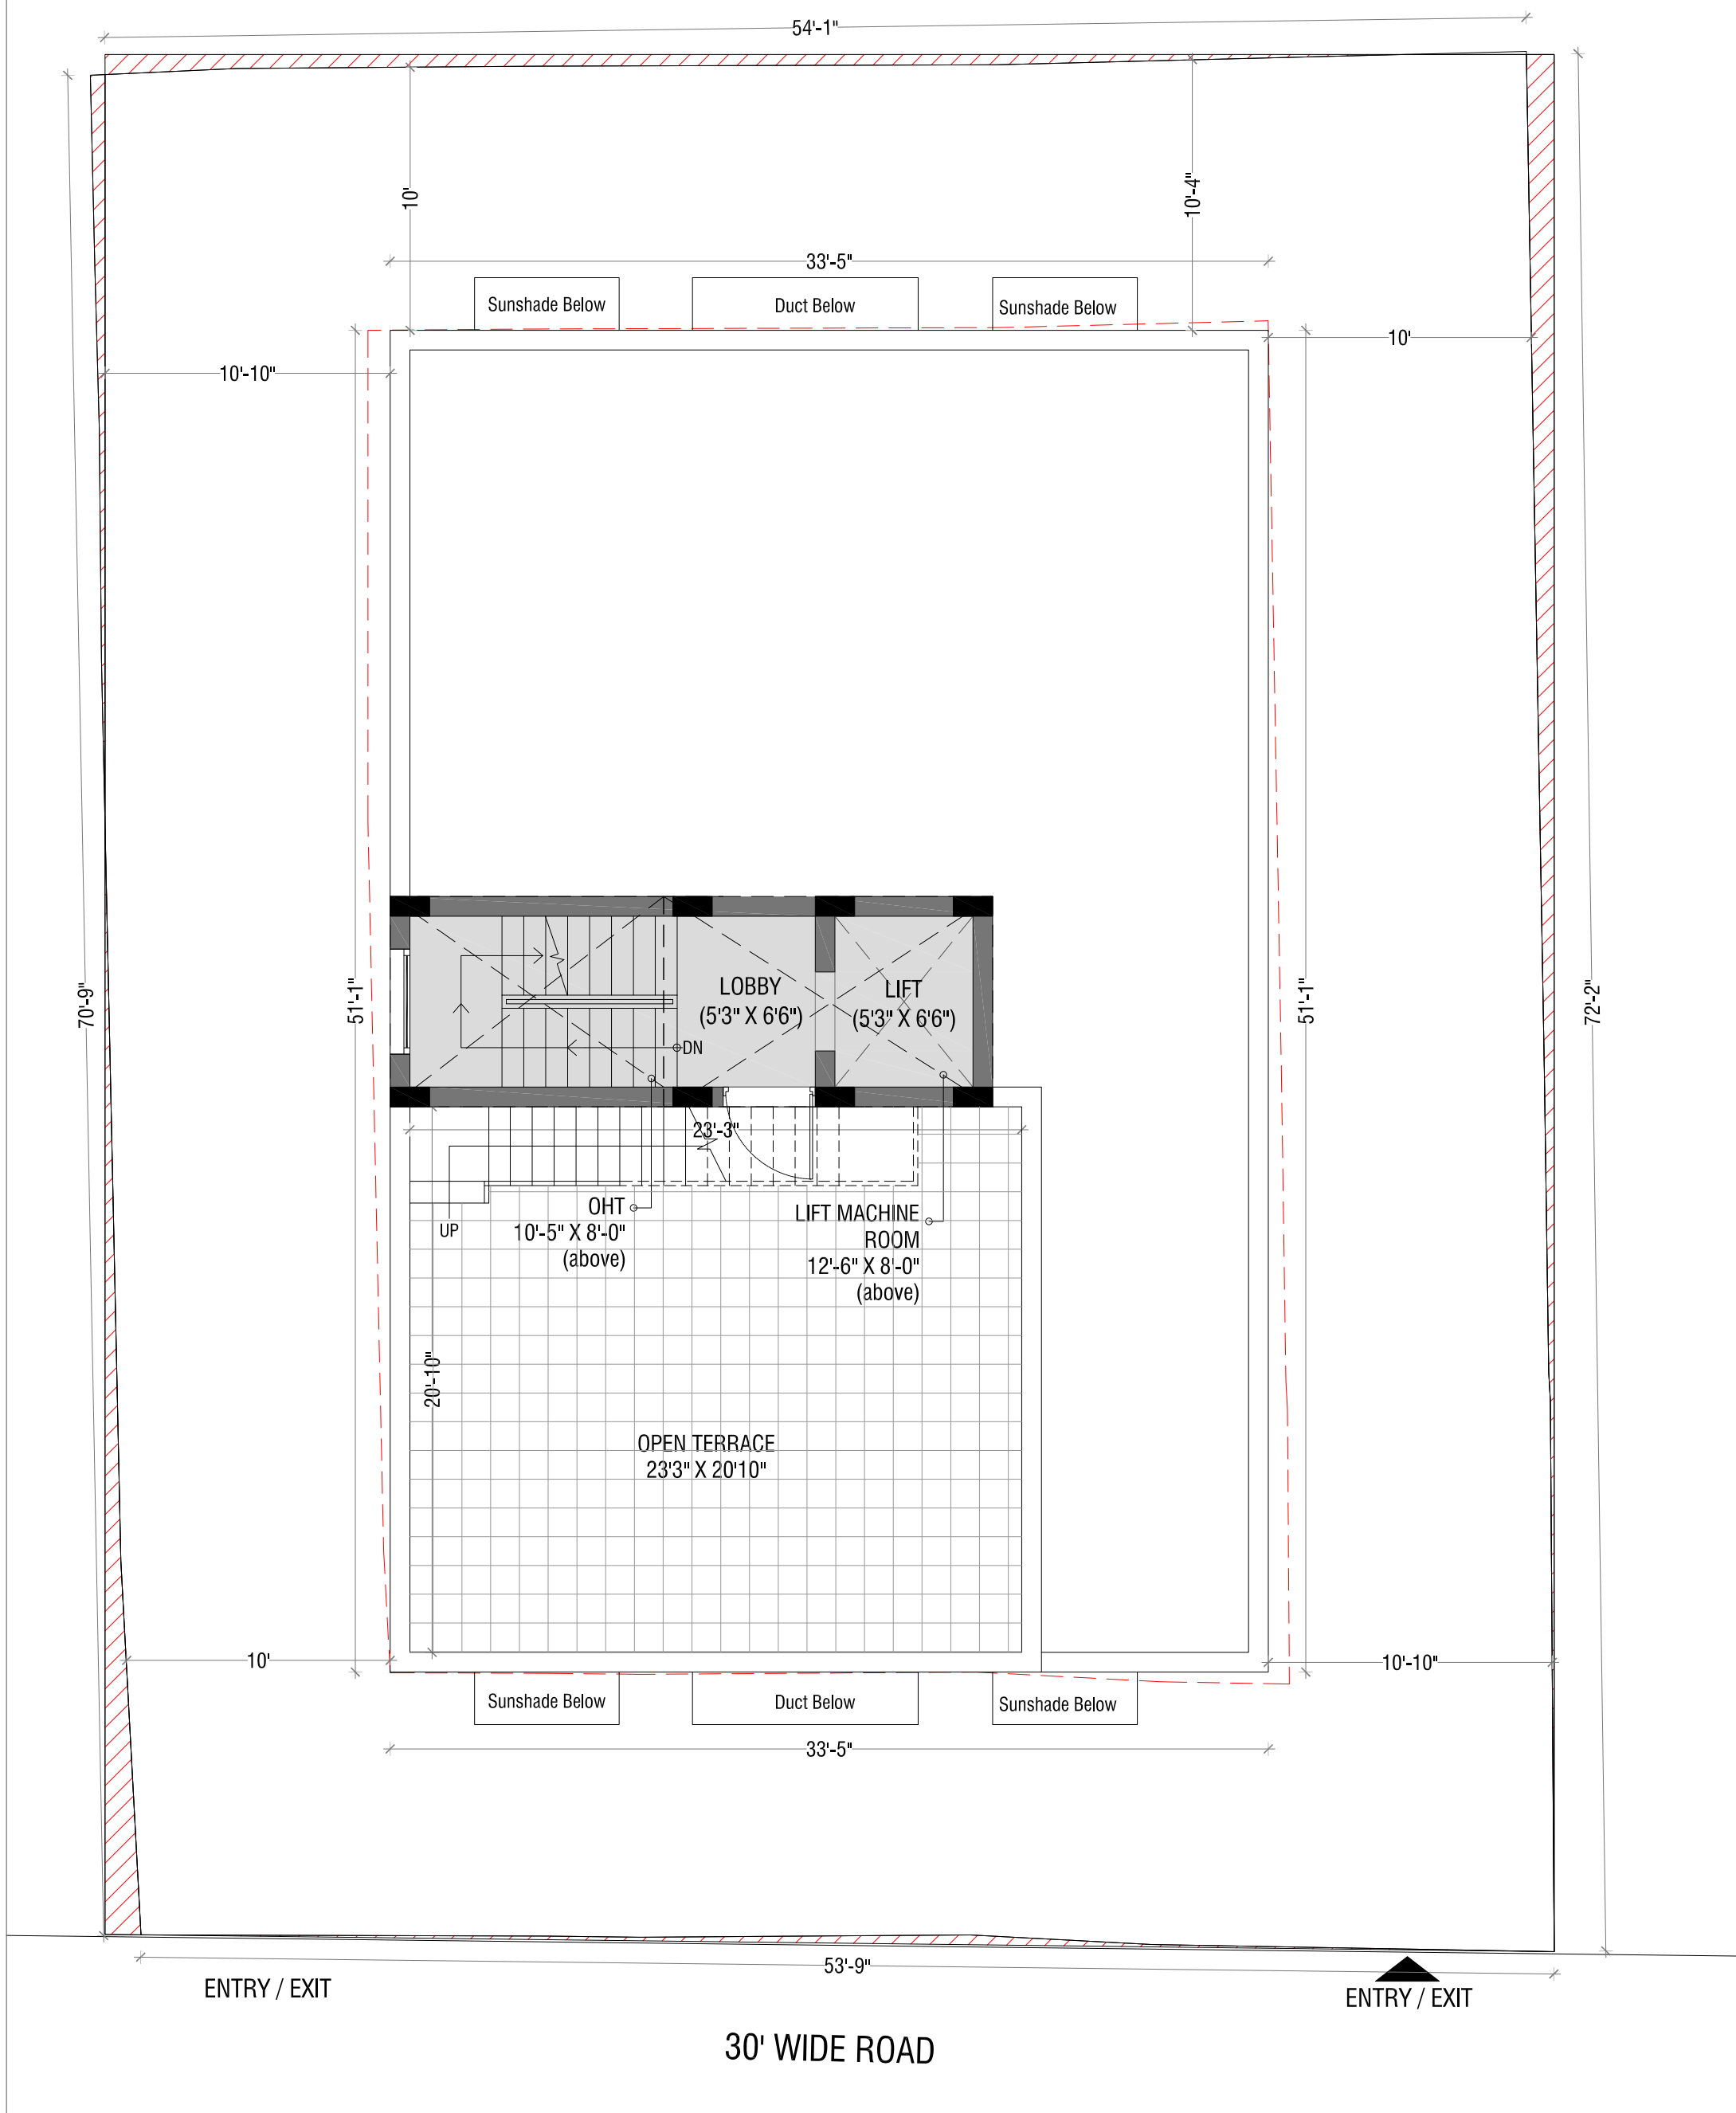 54'-1"
10'
10'-4"
33'-5"
Sunshade Below
Duct Below
Sunshade Below
10'
10'-10"
LOBBY
(5'3" X 6'6")
LIFT
(5'3" X 6'6")
70'-9"
51'-1"
51'-1"
72'-2"
DN
23'-3"
UP
OHT
10'-5" X 8'-0"
(above)
LIFT MACHINE
ROOM
12'-6" X 8'-0"
(above)
20'-10"
OPEN TERRACE
23'3" X 20'10"
10'
10'-10"
Sunshade Below
Duct Below
Sunshade Below
33'-5"
53'-9"
ENTRY / EXIT
ENTRY / EXIT
30' WIDE ROAD